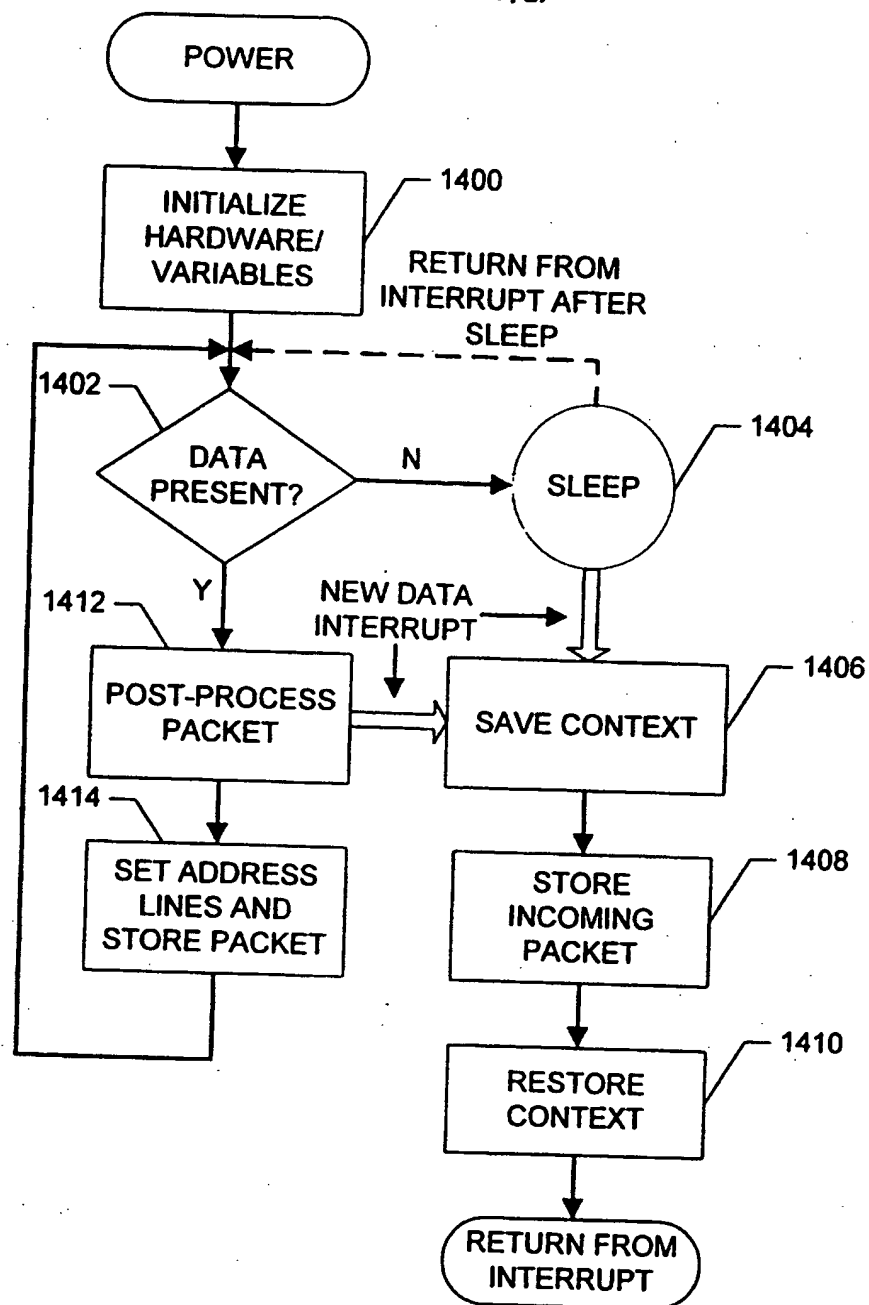 POWER
1400
INITIALIZE
HARDWARE/
VARIABLES
RETURN FROM
INTERRUPT AFTER
SLEEP
1402
DATA
PRESENT?
N
SLEEP
1404
Y
NEW DATA
INTERRUPT
1412
POST-PROCESS
PACKET
SAVE CONTEXT
1406
1414
SET ADDRESS
LINES AND
STORE PACKET
STORE
INCOMING
PACKET
1408
RESTORE
CONTEXT
1410
RETURN FROM
INTERRUPT